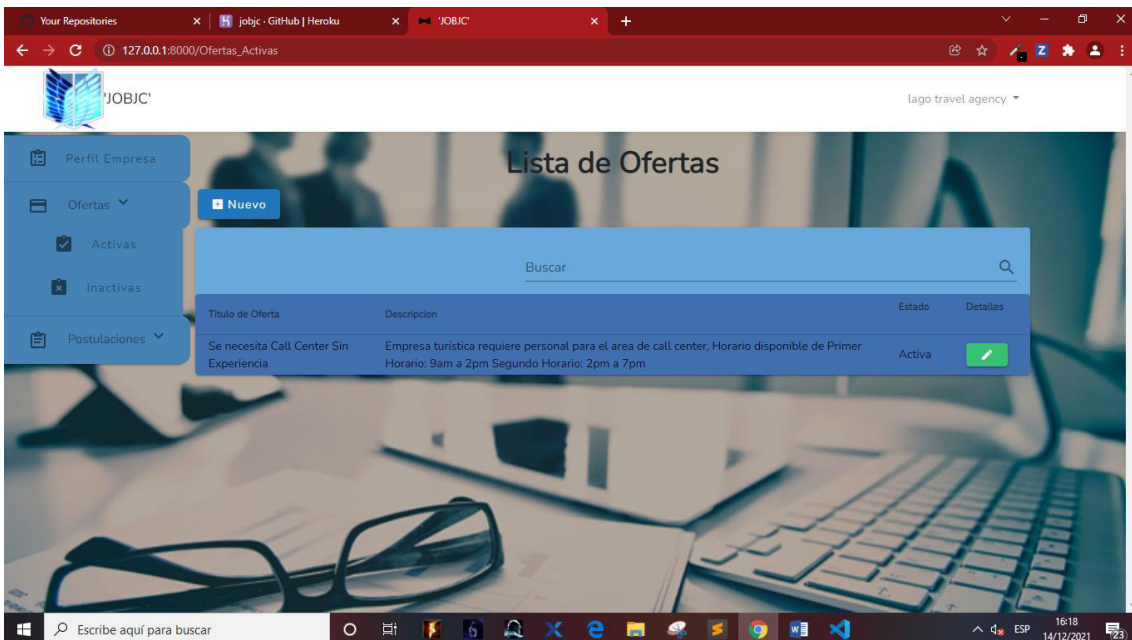 Your Repositories
jobjc · GitHub | Heroku
'JOBJC'
127.0.0.1:8000/Ofertas_Activas
'JOBJC'
lago travel agency
Perfil Empresa
Ofertas
Activas
Inactivas
Postulaciones
Lista de Ofertas
Nuevo
Buscar
Titulo de Oferta Descripcion Estado Detalles
Se necesita Call Center Sin
Experiencia
Empresa turística requiere personal para el area de call center, Horario disponible de Primer
Horario: 9am a 2pm Segundo Horario: 2pm a 7pm
Activa
Escribe aquí para buscar
ESP
16:18
14/12/2021
23